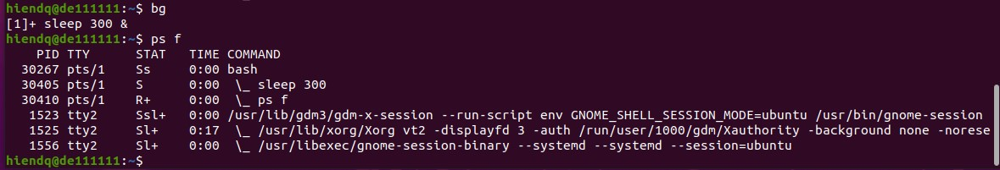 hiendq@de111111:~$ bg
[1]+ sleep 300 &
hiendq@de111111:~$ ps f
    PID TTY      STAT   TIME COMMAND
  30267 pts/1    Ss     0:00 bash
  30405 pts/1    S      0:00  \_ sleep 300
  30410 pts/1    R+     0:00  \_ ps f
   1523 tty2     Ssl+   0:00 /usr/lib/gdm3/gdm-x-session --run-script env GNOME_SHELL_SESSION_MODE=ubuntu /usr/bin/gnome-session
   1525 tty2     Sl+    0:17  \_ /usr/lib/xorg/Xorg vt2 -displayfd 3 -auth /run/user/1000/gdm/Xauthority -background none -norese
   1556 tty2     Sl+    0:00  \_ /usr/libexec/gnome-session-binary --systemd --systemd --session=ubuntu
hiendq@de111111:~$